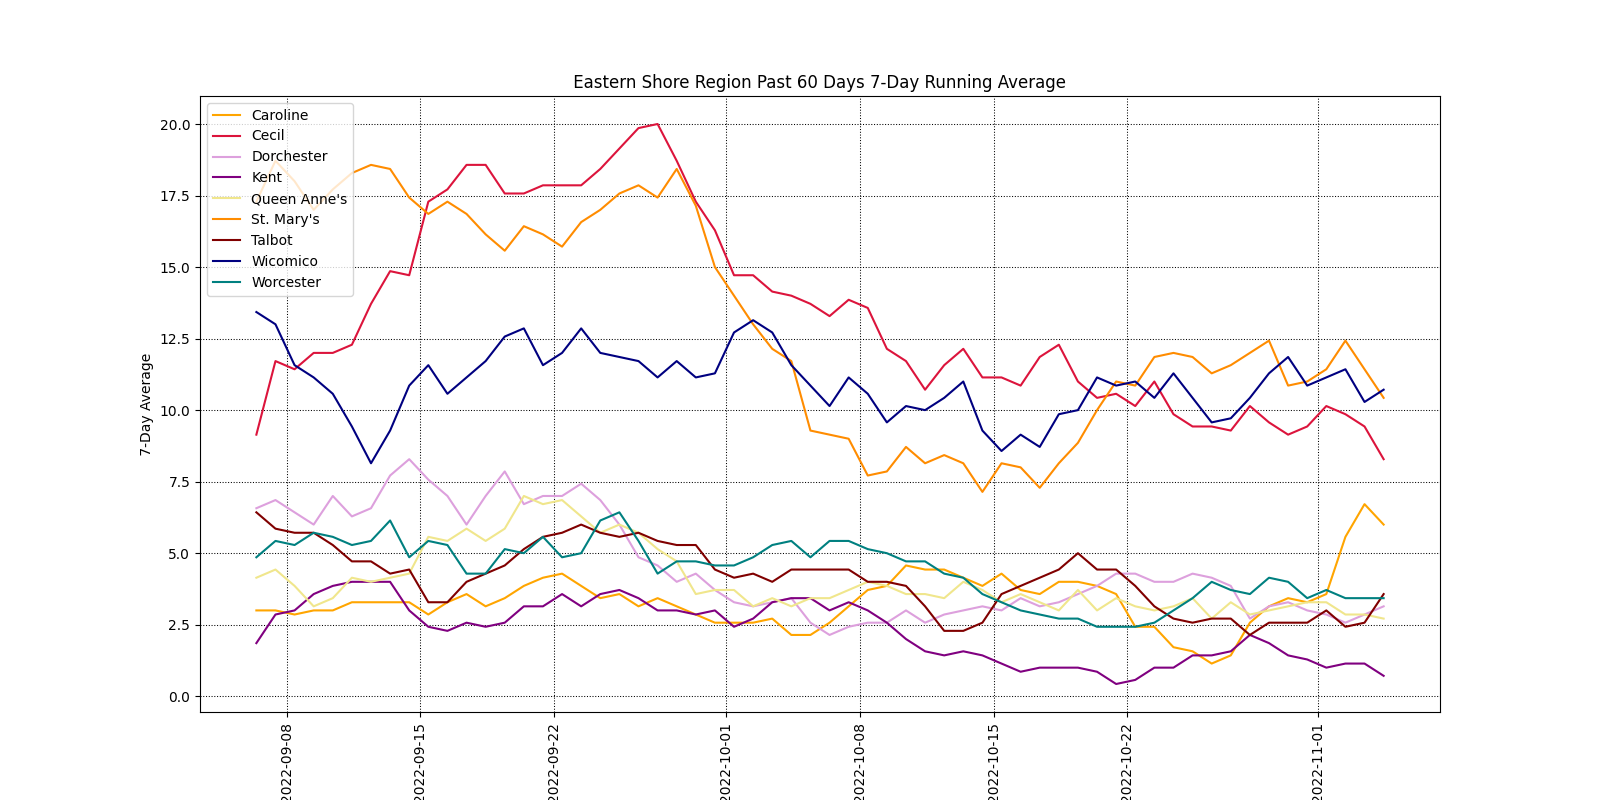 Eastern Shore Region Past 60 Days 7-Day Running Average
Caroline
Cecil
Dorchester
Kent
Queen Anne's
St. Mary's
Talbot
Wicomico
Worcester
7-Day Average
20.0
17.5
15.0
12.5
10.0
7.5
5.0
2.5
0.0
2022-09-08
2022-09-15
2022-09-22
2022-10-01
2022-10-08
2022-10-15
2022-10-22
2022-11-01